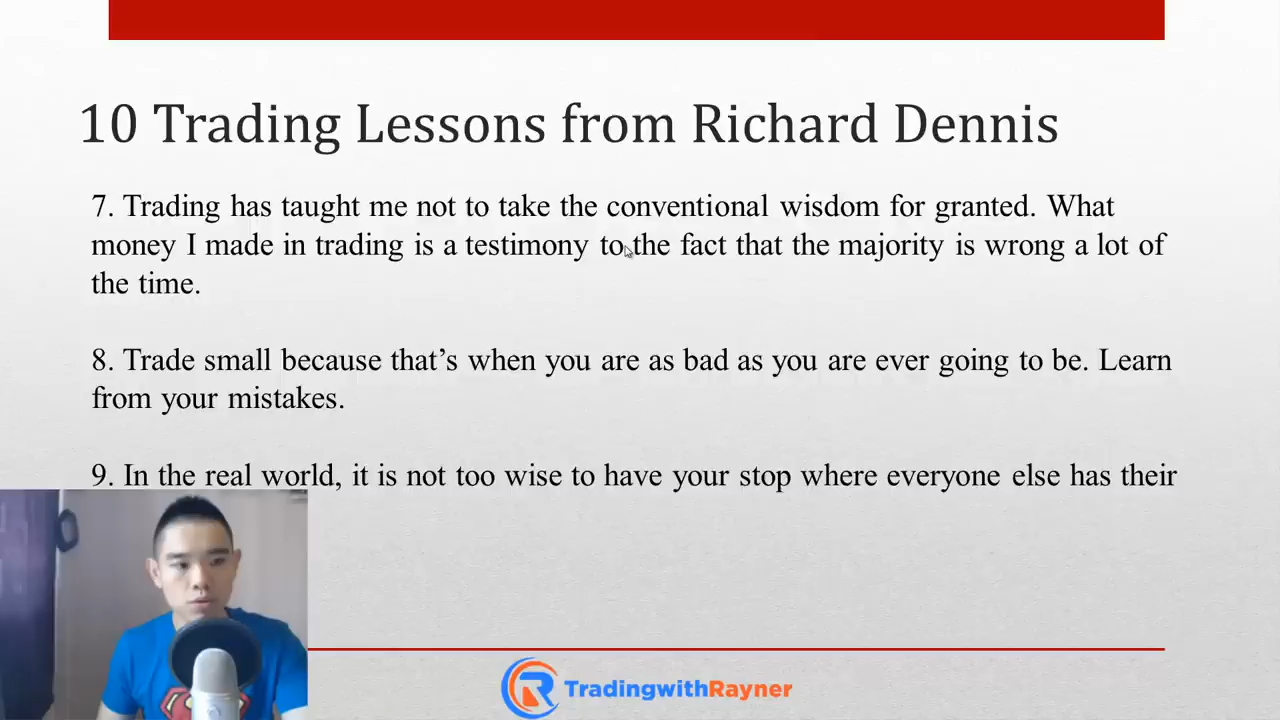 10 Trading Lessons from Richard Dennis
7. Trading has taught me not to take the conventional wisdom for granted. What
money I made in trading is a testimony to the fact that the majority is wrong a lot of
the time.
8. Trade small because that’s when you are as bad as you are ever going to be. Learn
from your mistakes.
9. In the real world, it is not too wise to have your stop where everyone else has their
TradingwithRayner